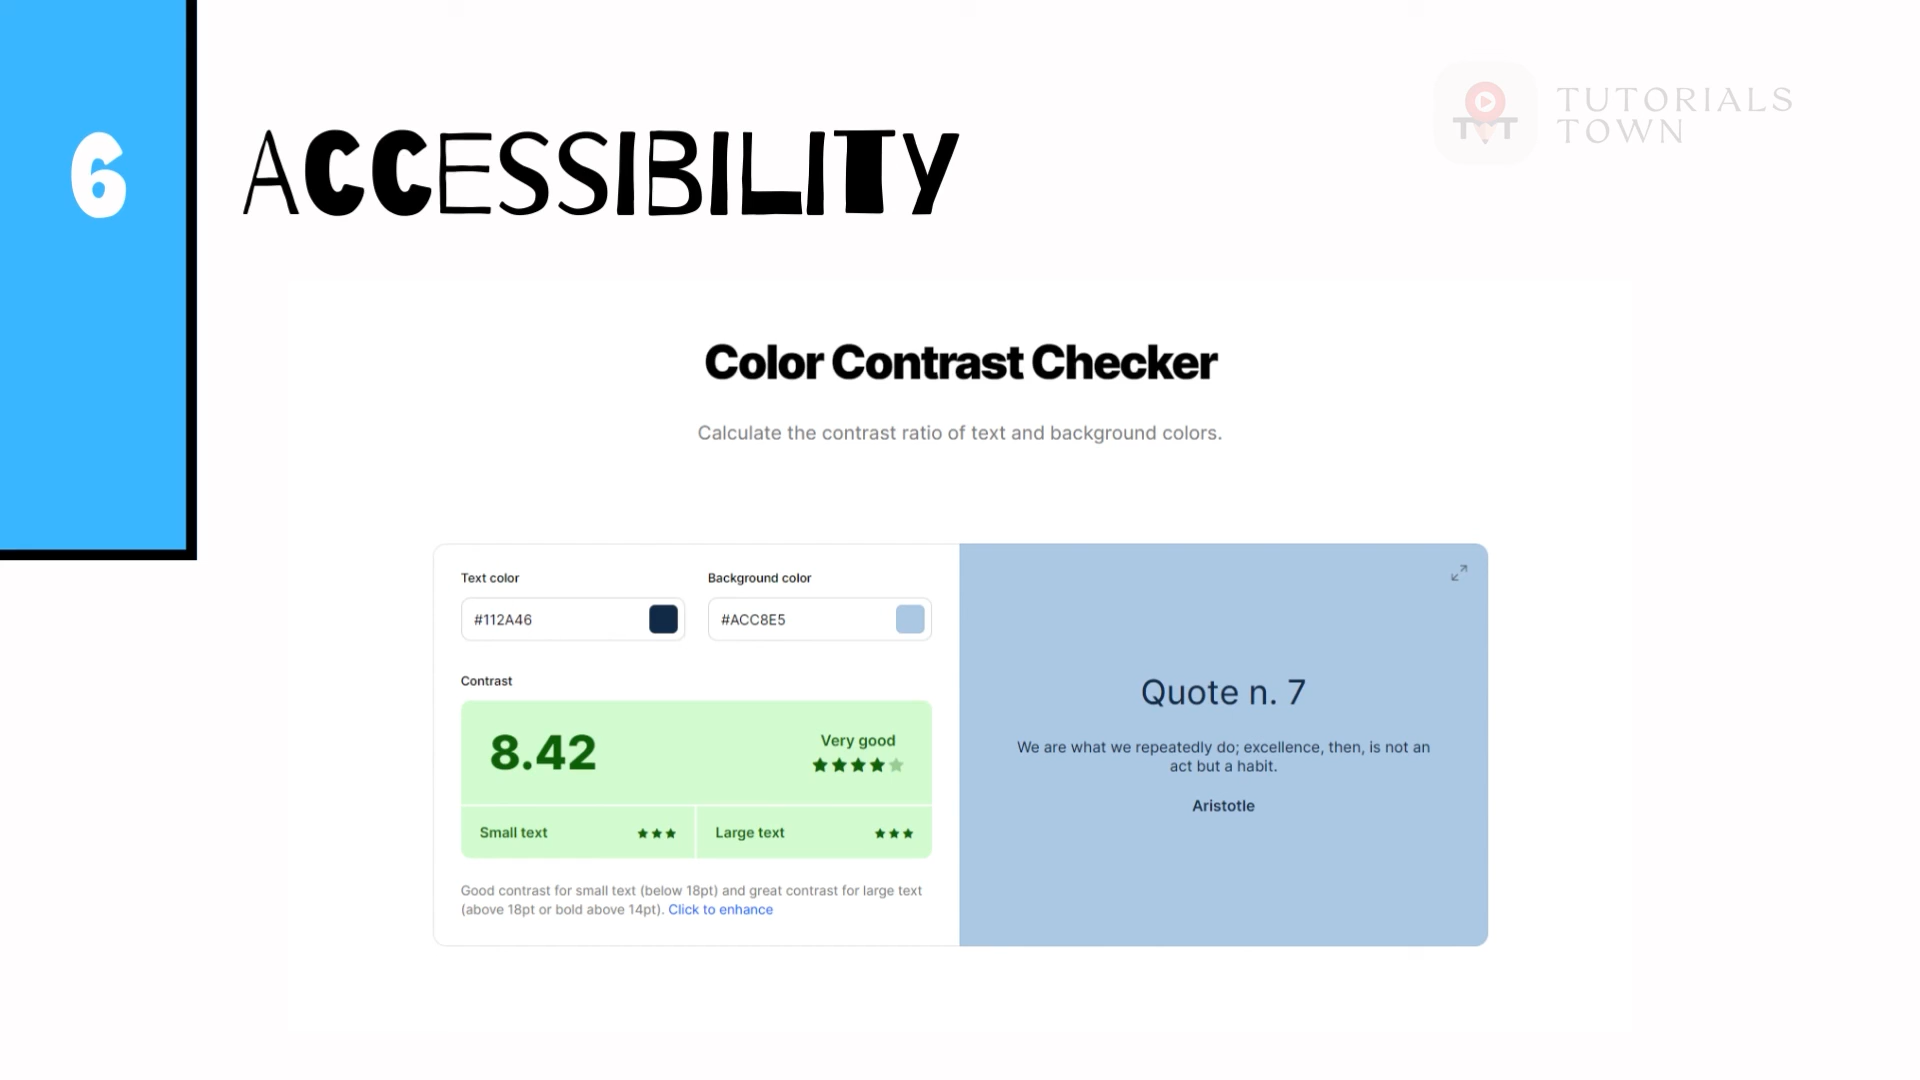 6
ACCESSIBILITY
TUTORIALS
TOWN
TVT
Color Contrast Checker
Calculate the contrast ratio of text and background colors.
Text color
Background color
#112A46
#ACC8E5
Contrast
8.42
Very good
Small text
Large text
Good contrast for small text (below 18pt) and great contrast for large text
(above 18pt or bold above 14pt). Click to enhance
Quote n. 7
We are what we repeatedly do; excellence, then, is not an
act but a habit.
Aristotle